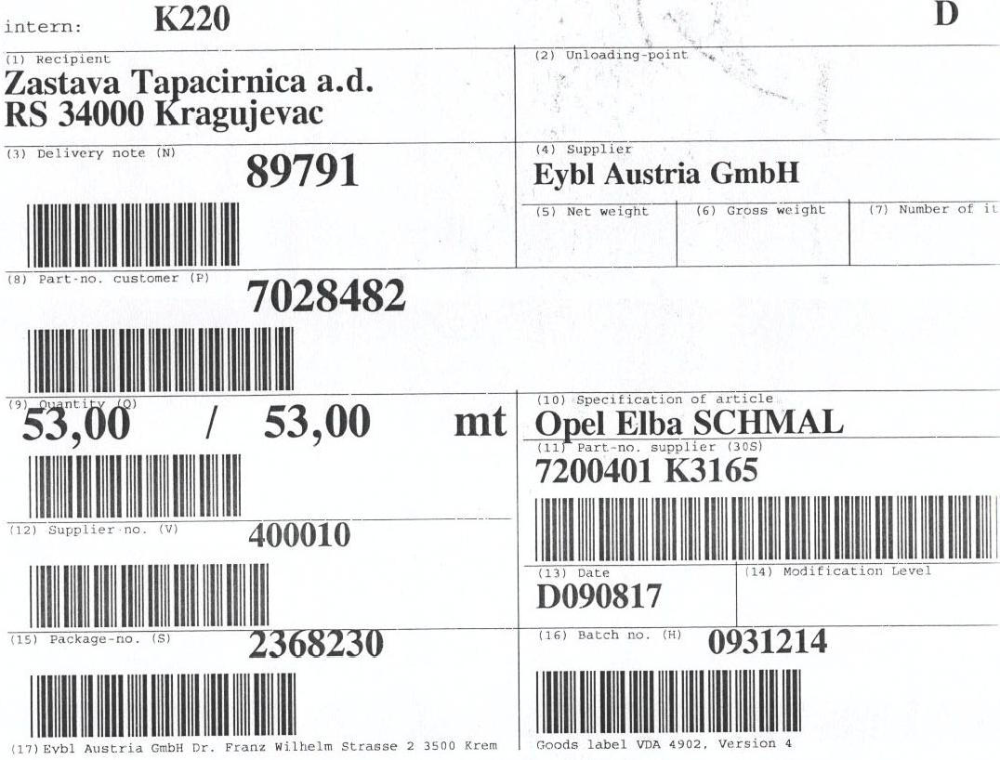 intern: K220 D
(1) Recipient
Zastava Tapacirnica a.d.
RS 34000 Kragujevac
(2) Unloading-point
(3) Delivery note (N)
89791
(4) Supplier
Eybl Austria GmbH
(5) Net weight
(6) Gross weight
(7) Number of it
(8) Part-no. customer (P)
7028482
(9) Quantity (Q)
53,00 / 53,00 mt
(10) Specification of article
Opel Elba SCHMAL
(11) Part-no. supplier (30S)
7200401 K3165
(12) Supplier-no. (V)
400010
(13) Date
D090817
(14) Modification Level
(15) Package-no. (S)
2368230
(16) Batch no. (H)
0931214
(17) Eybl Austria GmbH Dr. Franz Wilhelm Strasse 2 3500 Krem
Goods label VDA 4902, Version 4